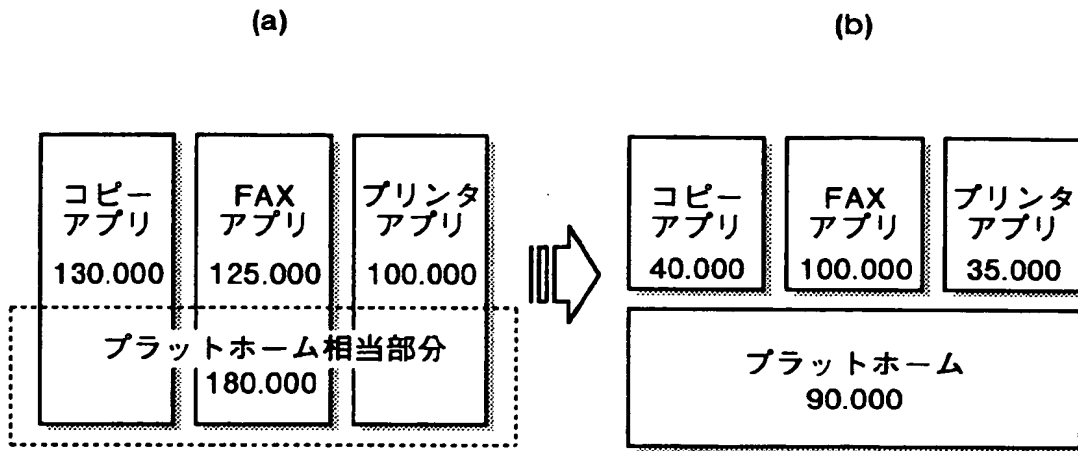 (a)
コピー
アプリ
130.000
FAX
アプリ
125.000
プリンタ
アプリ
100.000
プラットホーム相当部分
180.000
(b)
コピー
アプリ
40.000
FAX
アプリ
100.000
プリンタ
アプリ
35.000
プラットホーム
90.000